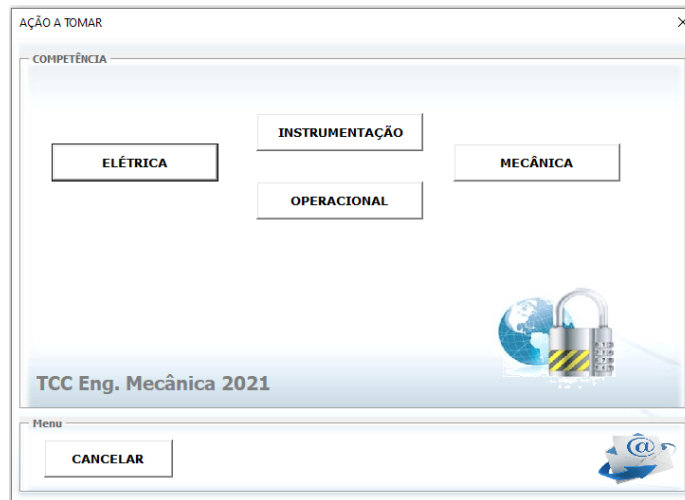 AÇÃO A TOMAR
COMPETÊNCIA
INSTRUMENTAÇÃO
ELÉTRICA
MECÂNICA
OPERACIONAL
TCC Eng. Mecânica 2021
Menu
CANCELAR
@